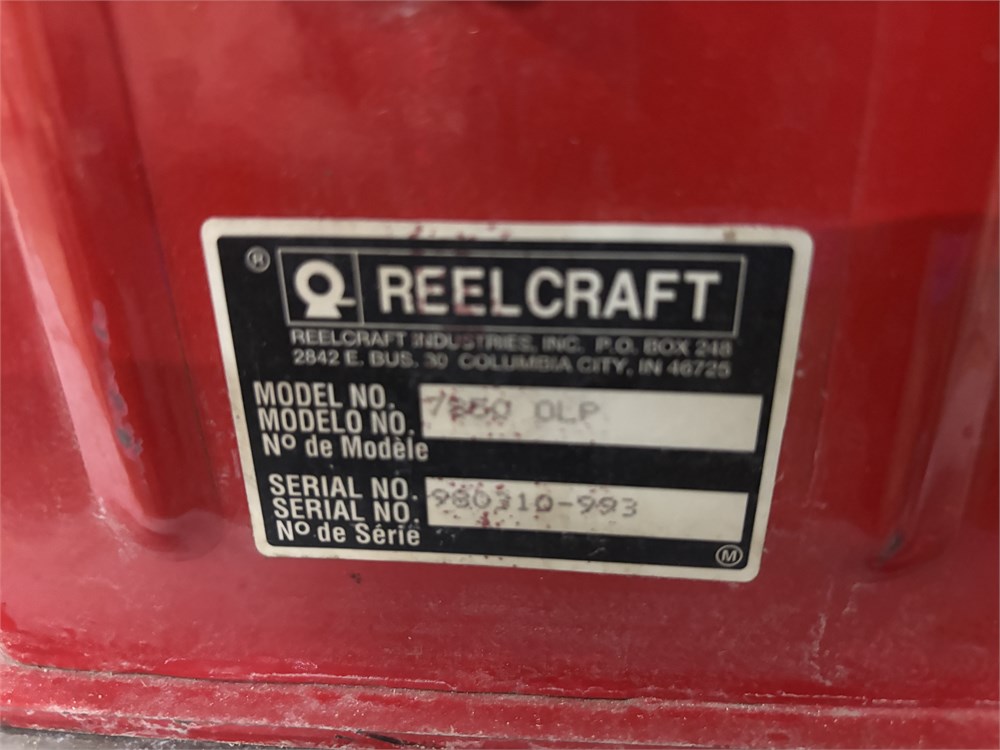 ® REELCRAFT
REELCRAFT INDUSTRIES, INC. P.O. BOX 248
2842 E. BUS. 30 COLUMBIA CITY, IN 46725
MODEL NO.
MODELO NO.
Nº de Modèle
OLP
SERIAL NO.
SERIAL NO.
Nº de Série
980310-993
M